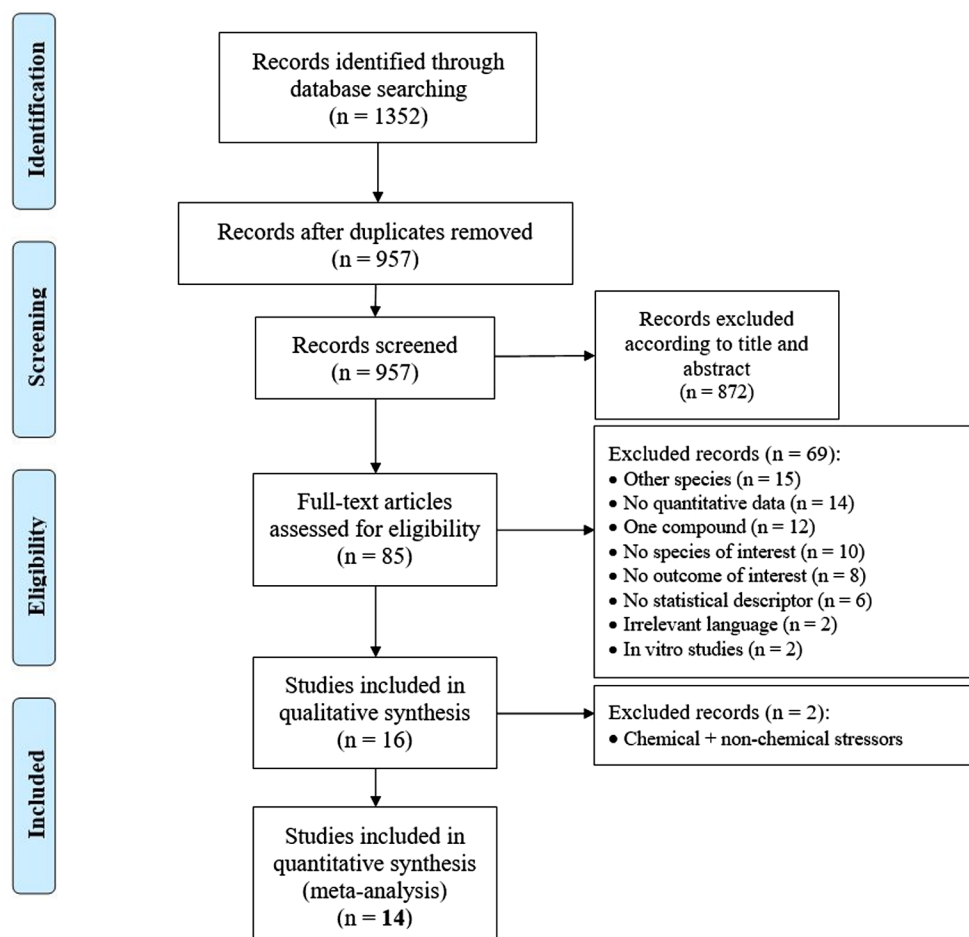 Identification
Records identified through
database searching
(n = 1352)
Records after duplicates removed
(n = 957)
Screening
Records screened
(n = 957)
Records excluded
according to title and
abstract
(n = 872)
Eligibility
Full-text articles
assessed for eligibility
(n = 85)
Excluded records (n = 69):
• Other species (n = 15)
• No quantitative data (n = 14)
• One compound (n = 12)
• No species of interest (n = 10)
• No outcome of interest (n = 8)
• No statistical descriptor (n = 6)
• Irrelevant language (n = 2)
• In vitro studies (n = 2)
Studies included in
qualitative synthesis
(n = 16)
Excluded records (n = 2):
• Chemical + non-chemical stressors
Included
Studies included in
quantitative synthesis
(meta-analysis)
(n = 14)